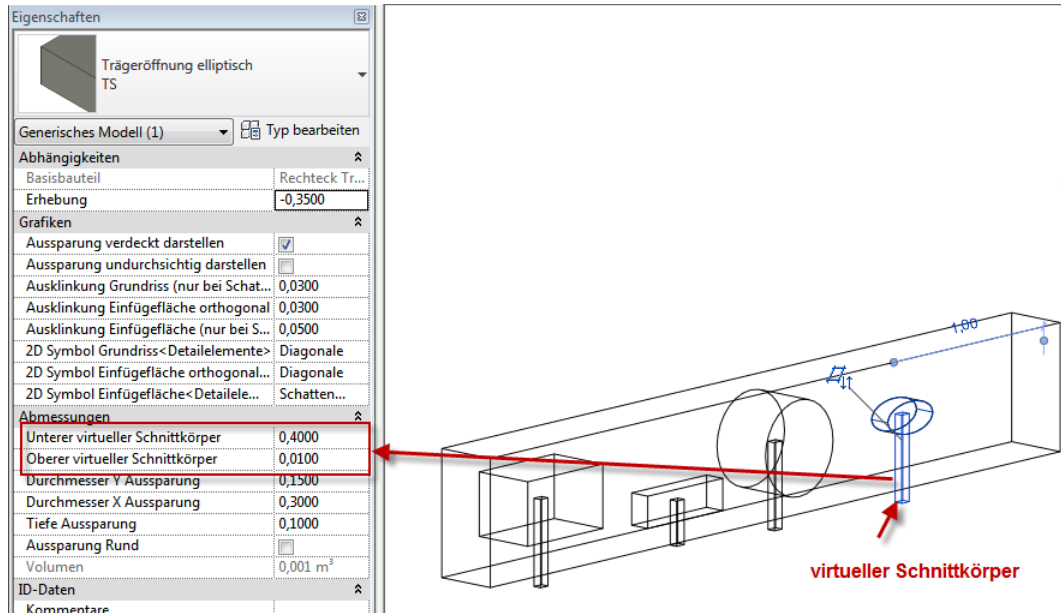 Eigenschaften
Trägeröffnung elliptisch
TS
Generisches Modell (1)
Typ bearbeiten
Abhängigkeiten
Basisbauteil Rechteck Tr...
Erhebung -0,3500
Grafiken
Aussparung verdeckt darstellen
Aussparung undurchsichtig darstellen
Ausklinkung Grundriss (nur bei Schat... 0,0300
Ausklinkung Einfügefläche orthogonal 0,0300
Ausklinkung Einfügefläche (nur bei S... 0,0500
2D Symbol Grundriss<Detailelemente> Diagonale
2D Symbol Einfügefläche orthogonal... Diagonale
2D Symbol Einfügefläche<Detailele... Schatten...
Abmessungen
Unterer virtueller Schnittkörper 0,4000
Oberer virtueller Schnittkörper 0,0100
Durchmesser Y Aussparung 0,1500
Durchmesser X Aussparung 0,3000
Tiefe Aussparung 0,1000
Aussparung Rund
Volumen 0,001 m³
ID-Daten
Kommentare
1,00
virtueller Schnittkörper